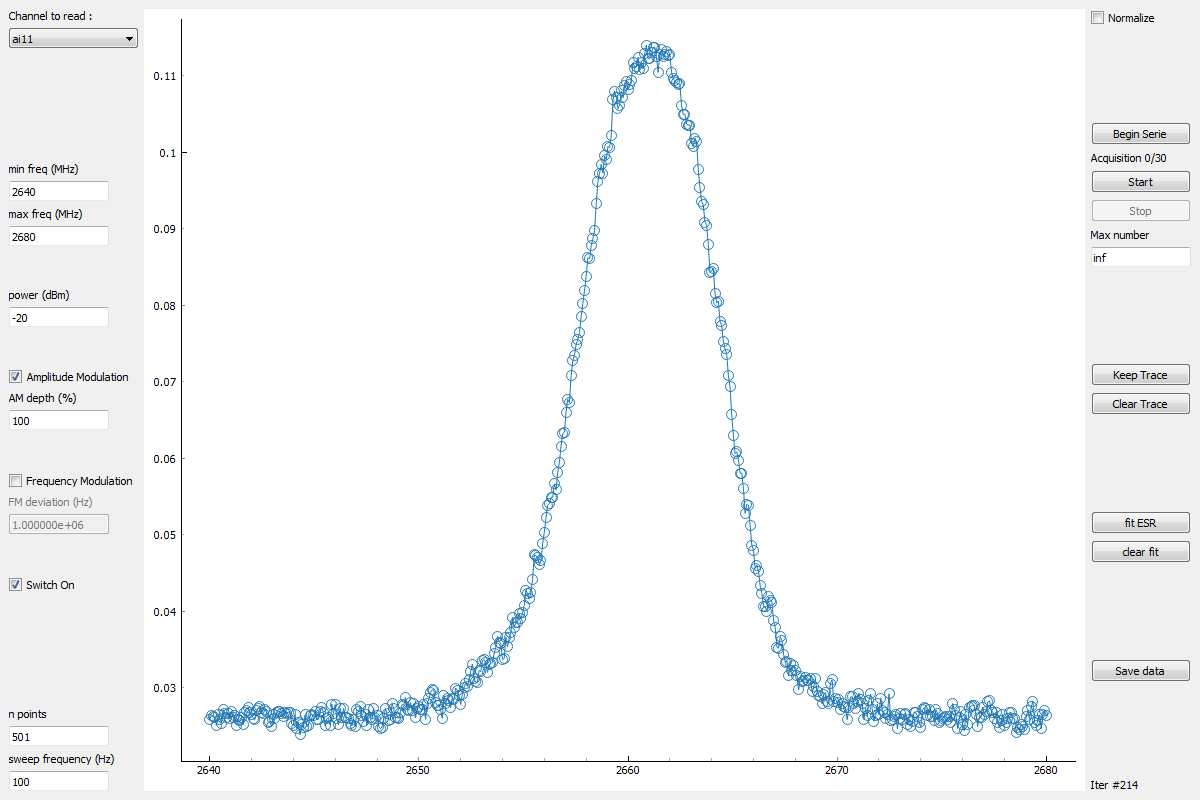 Channel to read :
ai11
min freq (MHz)
2640
max freq (MHz)
2680
power (dBm)
-20
Amplitude Modulation
AM depth (%)
100
Frequency Modulation
FM deviation (Hz)
1.000000e+06
Switch On
n points
501
sweep frequency (Hz)
100
0.11
0.1
0.09
0.08
0.07
0.06
0.05
0.04
0.03
2640 2650 2660 2670 2680
Normalize
Begin Serie
Acquisition 0/30
Start
Stop
Max number
inf
Keep Trace
Clear Trace
fit ESR
clear fit
Save data
Iter #214